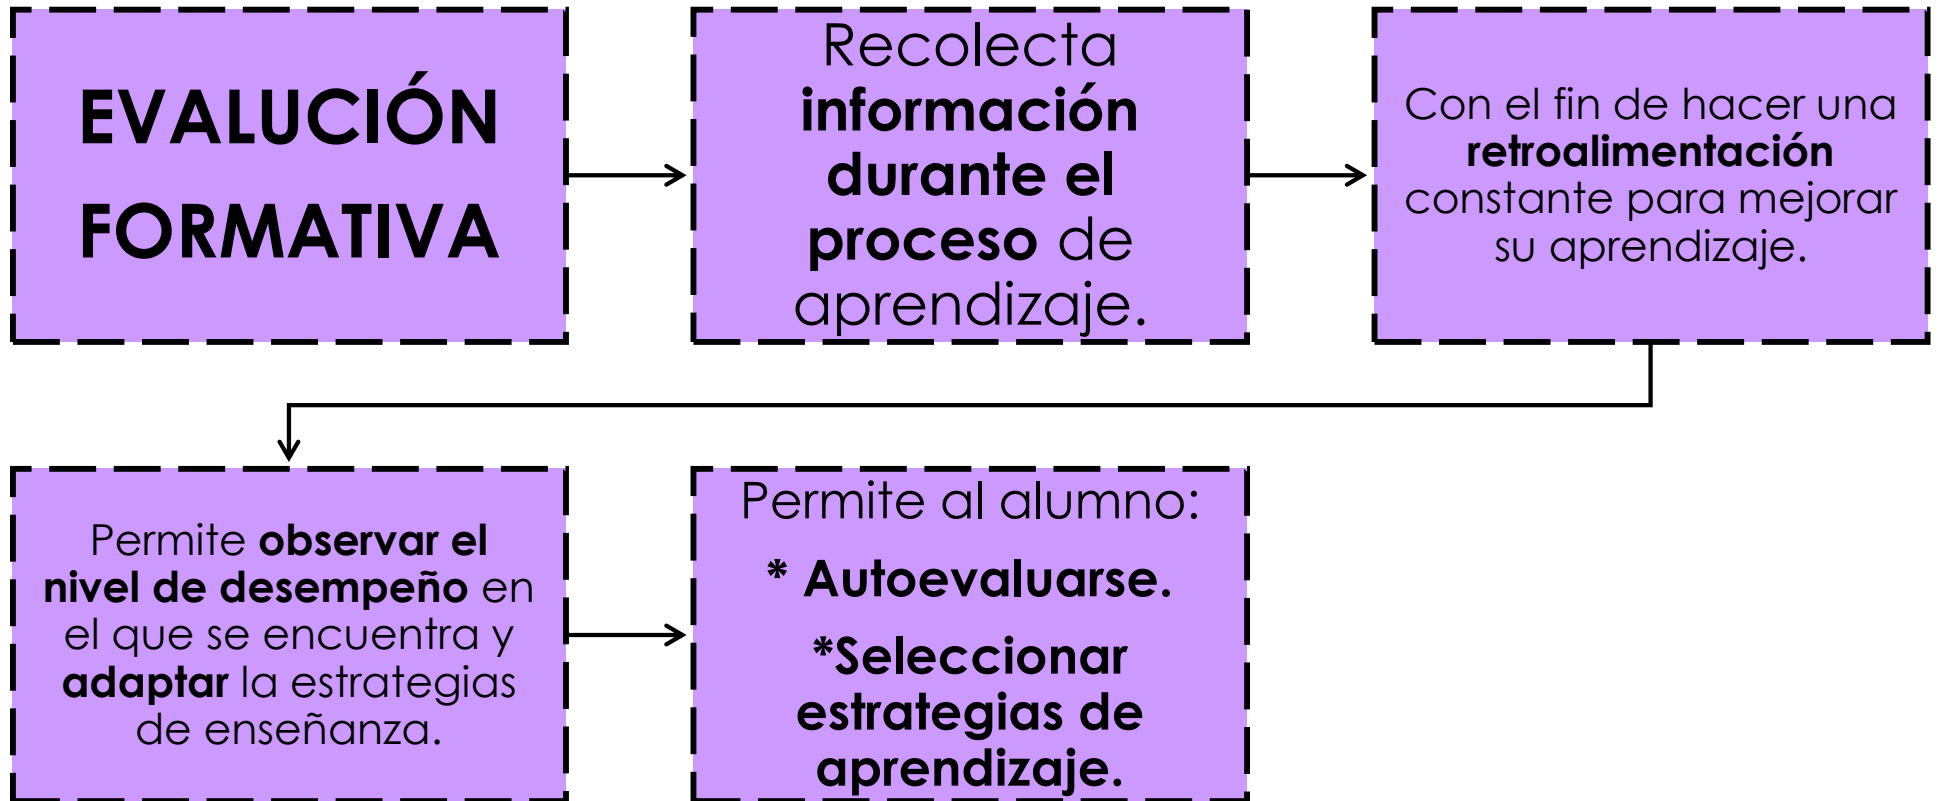 EVALUCIÓN
FORMATIVA
Recolecta
información
durante el
proceso de
aprendizaje.
Con el fin de hacer una
retroalimentación
constante para mejorar
su aprendizaje.
Permite observar el
nivel de desempeño en
el que se encuentra y
adaptar la estrategias
de enseñanza.
Permite al alumno:
* Autoevaluarse.
*Seleccionar
estrategias de
aprendizaje.